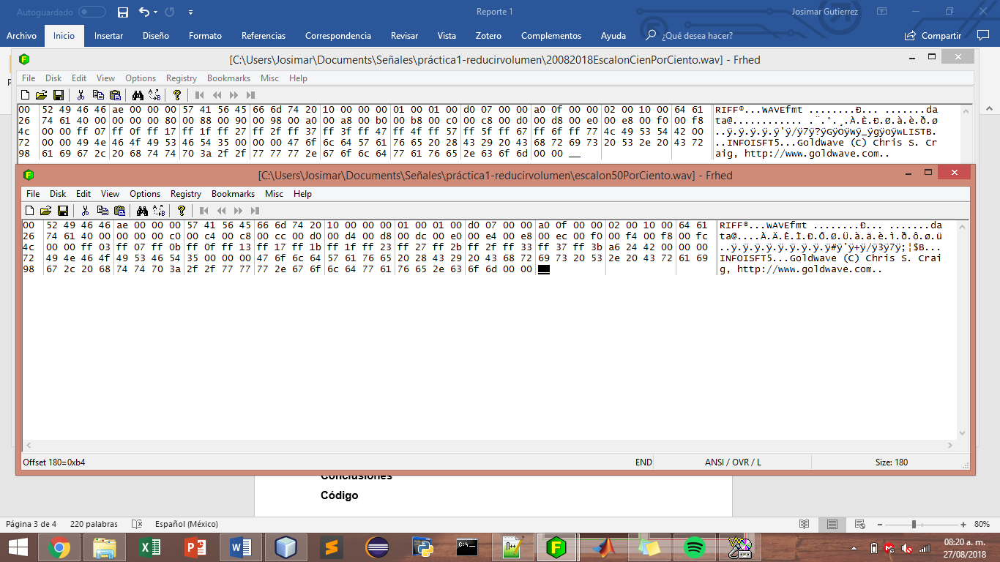 Autoguardado
Reporte 1
Josimar Gutierrez
Archivo Inicio Insertar Diseño Formato Referencias Correspondencia Revisar Vista Zotero Complementos Ayuda ¿Qué desea hacer? Compartir
[C:\Users\Josimar\Documents\Señales\práctica1-reducirvolumen\20082018EscalonCienPorCiento.wav] - Frhed
File Disk Edit View Options Registry Bookmarks Misc Help
00 52 49 46 46 ae 00 00 00 57 41 56 45 66 6d 74 20 10 00 00 00 01 00 01 00 d0 07 00 00 a0 0f 00 00 02 00 10 00 64 61 RIFF®...WAVEfmt ........Ð... .......da
26 74 61 40 00 00 00 00 80 00 88 00 90 00 98 00 a0 00 a8 00 b0 00 b8 00 c0 00 c8 00 d0 00 d8 00 e0 00 e8 00 f0 00 f8 ta@............. .¨.°.¸.À.È.Ð.Ø.à.è.ð.ø
4c 00 00 ff 07 ff 0f ff 17 ff 1f ff 27 ff 2f ff 37 ff 3f ff 47 ff 4f ff 57 ff 5f ff 67 ff 6f ff 77 4c 49 53 54 42 00 ..ÿ.ÿ.ÿ.ÿ.ÿ'ÿ/ÿ7ÿ?ÿGÿOÿWÿ_ÿgÿoÿwLISTB.
72 00 00 49 4e 46 4f 49 53 46 54 35 00 00 00 47 6f 6c 64 57 61 76 65 20 28 43 29 20 43 68 72 69 73 20 53 2e 20 43 72 ..INFOISFT5...GoldWave (C) Chris S. Cr
98 61 69 67 2c 20 68 74 74 70 3a 2f 2f 77 77 77 2e 67 6f 6c 64 77 61 76 65 2e 63 6f 6d 00 00 __ aig, http://www.goldwave.com..
[C:\Users\Josimar\Documents\Señales\práctica1-reducirvolumen\escalon50PorCiento.wav] - Frhed
File Disk Edit View Options Registry Bookmarks Misc Help
00 52 49 46 46 ae 00 00 00 57 41 56 45 66 6d 74 20 10 00 00 00 01 00 01 00 d0 07 00 00 a0 0f 00 00 02 00 10 00 64 61 RIFF®...WAVEfmt ........Ð... .......da
26 74 61 40 00 00 00 00 c0 00 c4 00 c8 00 cc 00 d0 00 d4 00 d8 00 dc 00 e0 00 e4 00 e8 00 ec 00 f0 00 f4 00 f8 00 fc ta@....À.Ä.È.Ì.Ð.Ô.Ø.Ü.à.ä.è.ì.ð.ô.ø.ü
4c 00 00 ff 03 ff 07 ff 0b ff 0f ff 13 ff 17 ff 1b ff 1f ff 23 ff 27 ff 2b ff 2f ff 33 ff 37 ff 3b a6 24 42 00 00 00 ..ÿ.ÿ.ÿ.ÿ.ÿ.ÿ.ÿ.ÿ.ÿ#ÿ'ÿ+ÿ/ÿ3ÿ7ÿ;¦$B...
72 49 4e 46 4f 49 53 46 54 35 00 00 00 47 6f 6c 64 57 61 76 65 20 28 43 29 20 43 68 72 69 73 20 53 2e 20 43 72 61 69 INFOISFT5...GoldWave (C) Chris S. Crai
98 67 2c 20 68 74 74 70 3a 2f 2f 77 77 77 2e 67 6f 6c 64 77 61 76 65 2e 63 6f 6d 00 00 g, http://www.goldwave.com..
Offset 180=0xb4 END ANSI / OVR / L Size: 180
Conclusiones
Código
Página 3 de 4 220 palabras Español (México) 80%
08:20 a. m.
27/08/2018